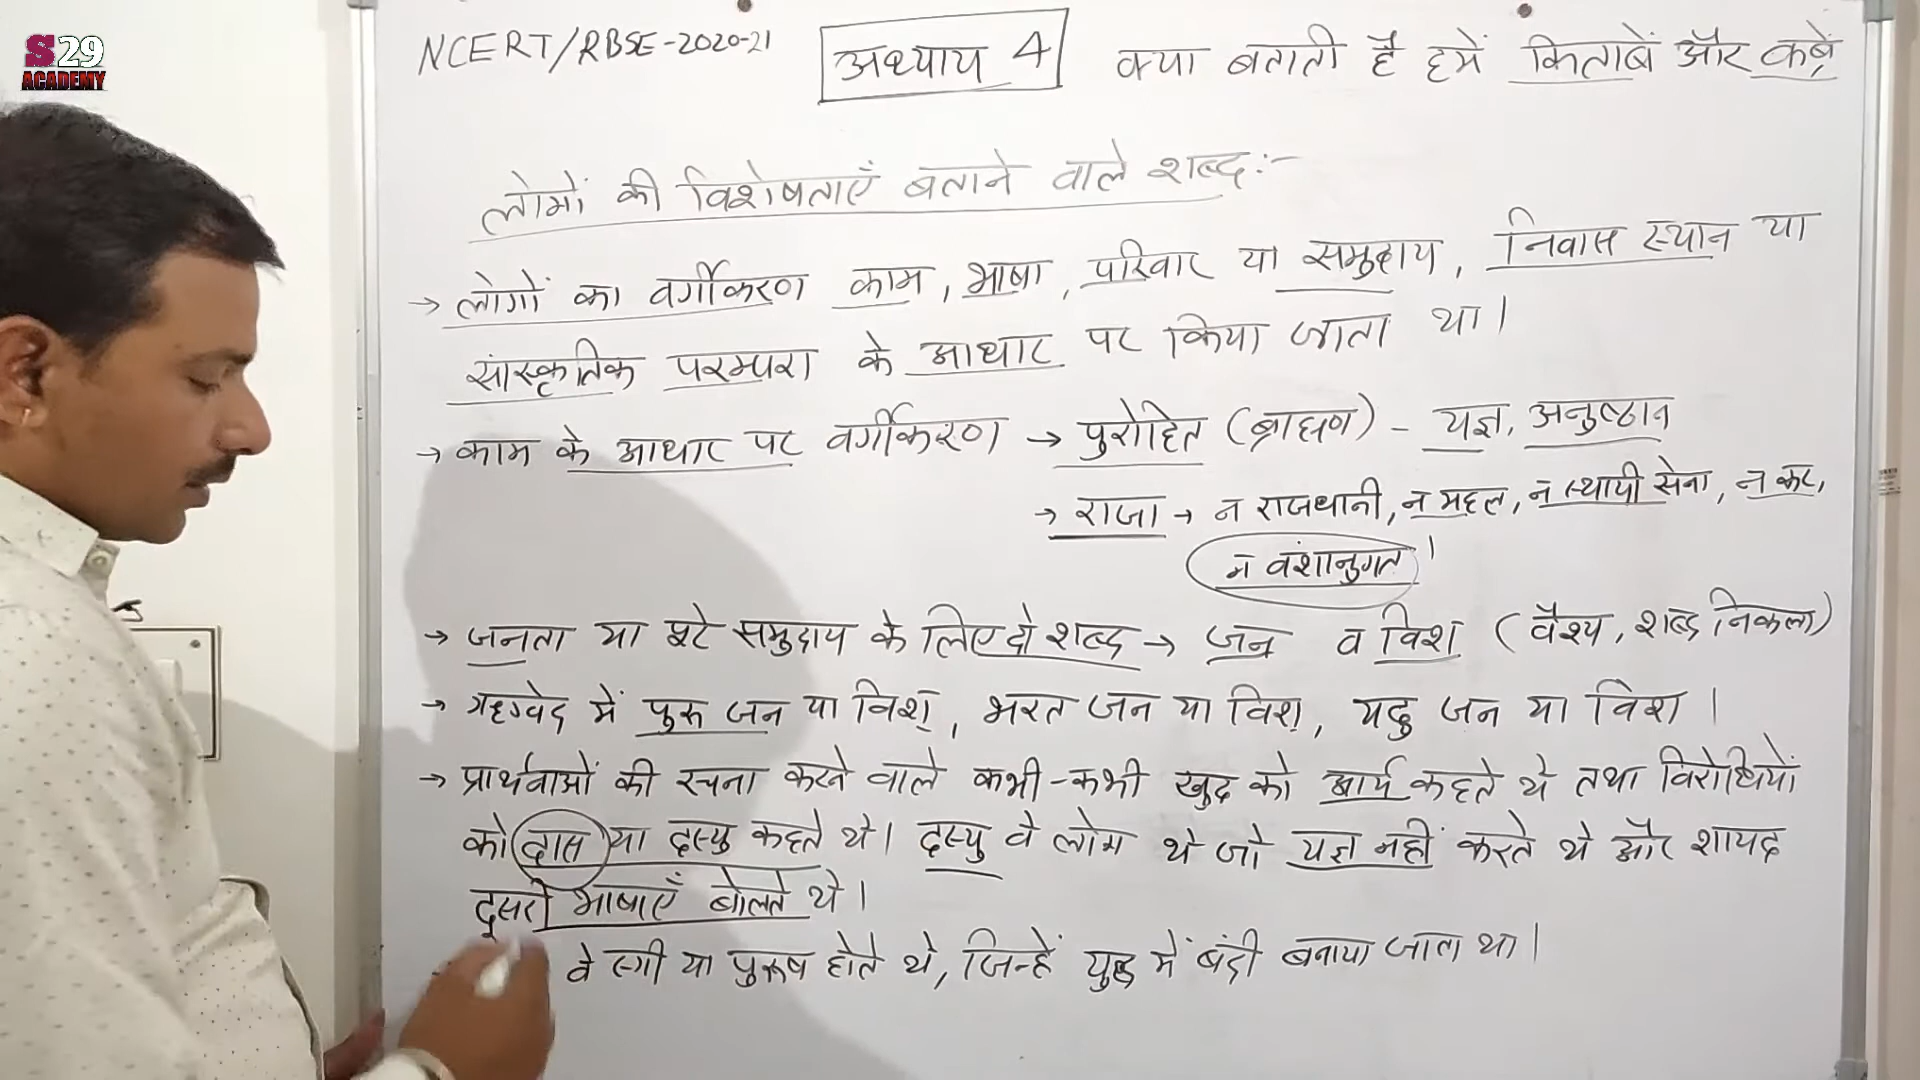 S29
ACADEMY
NCERT/RBSE-2020-21 अध्याय 4 क्या बताती है हमें किताबें और कब्रें
लोगों की विशेषताएँ बताने वाले शब्द:-
→ लोगों का वर्गीकरण काम, भाषा, परिवार या समुदाय, निवास स्थान या
सांस्कृतिक परम्परा के आधार पर किया जाता था।
→ काम के आधार पर वर्गीकरण → पुरोहित (ब्राह्मण) - यज्ञ, अनुष्ठान
→ राजा → न राजधानी, न महल, न स्थायी सेना, न कर,
न वंशानुगत।
→ जनता या पूरे समुदाय के लिए दो शब्द → जन व विश (वैश्य, शब्द निकला)
→ ऋग्वेद में पुरू जन या विश्, भरत जन या विश्, यदु जन या विश।
→ प्रार्थनाओं की रचना करने वाले कभी-कभी खुद को आर्य कहते थे तथा विरोधियों
को दास या दस्यु कहते थे। दस्यु वे लोग थे जो यज्ञ नहीं करते थे और शायद
दूसरी भाषाएँ बोलते थे।
वे स्त्री या पुरूष होते थे, जिन्हें युद्ध में बंदी बनाया जाता था।